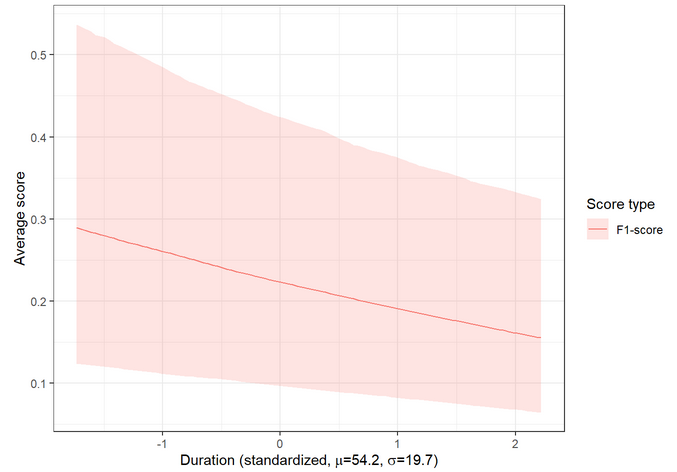 0.5
0.4
0.3
0.2
0.1
Average score
-1
0
1
2
Duration (standardized, μ=54.2, σ=19.7)
Score type
F1-score